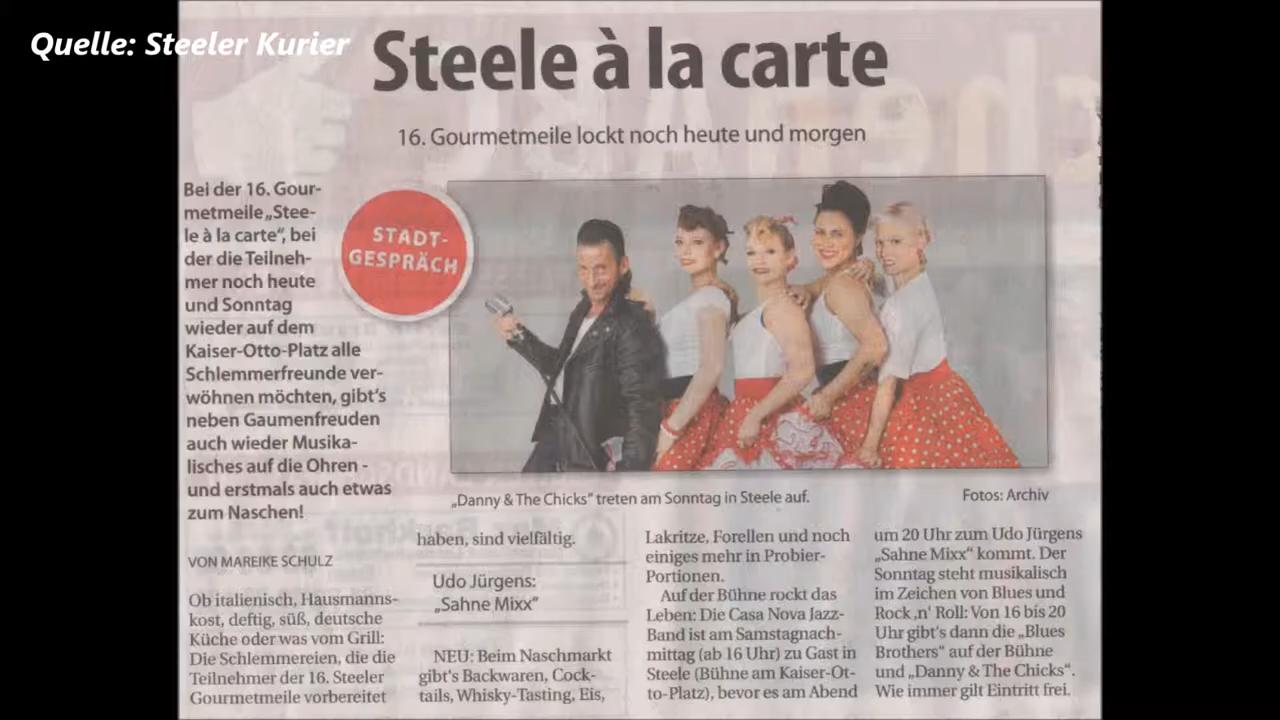 Quelle: Steeler Kurier
Steele à la carte
16. Gourmetmeile lockt noch heute und morgen
Bei der 16. Gour-
metmeile „Stee-
le à la carte“, bei
der die Teilneh-
mer noch heute
und Sonntag
wieder auf dem
Kaiser-Otto-Platz alle
Schlemmerfreunde ver-
wöhnen möchten, gibt's
neben Gaumenfreuden
auch wieder Musika-
lisches auf die Ohren -
und erstmals auch etwas
zum Naschen!
STADT-
GESPRÄCH
„Danny & The Chicks“ treten am Sonntag in Steele auf.
Fotos: Archiv
VON MAREIKE SCHULZ
Ob italienisch, Hausmanns-
kost, deftig, süß, deutsche
Küche oder was vom Grill:
Die Schlemmereien, die die
Teilnehmer der 16. Steeler
Gourmetmeile vorbereitet
haben, sind vielfältig.
Udo Jürgens:
„Sahne Mixx“
NEU: Beim Naschmarkt
gibt's Backwaren, Cock-
tails, Whisky-Tasting, Eis,
Lakritze, Forellen und noch
einiges mehr in Probier-
Portionen.
Auf der Bühne rockt das
Leben: Die Casa Nova Jazz-
Band ist am Samstagnach-
mittag (ab 16 Uhr) zu Gast in
Steele (Bühne am Kaiser-Ot-
to-Platz), bevor es am Abend
um 20 Uhr zum Udo Jürgens
„Sahne Mixx“ kommt. Der
Sonntag steht musikalisch
im Zeichen von Blues und
Rock ‚n' Roll: Von 16 bis 20
Uhr gibt's dann die „Blues
Brothers“ auf der Bühne
und „Danny & The Chicks“.
Wie immer gilt Eintritt frei.